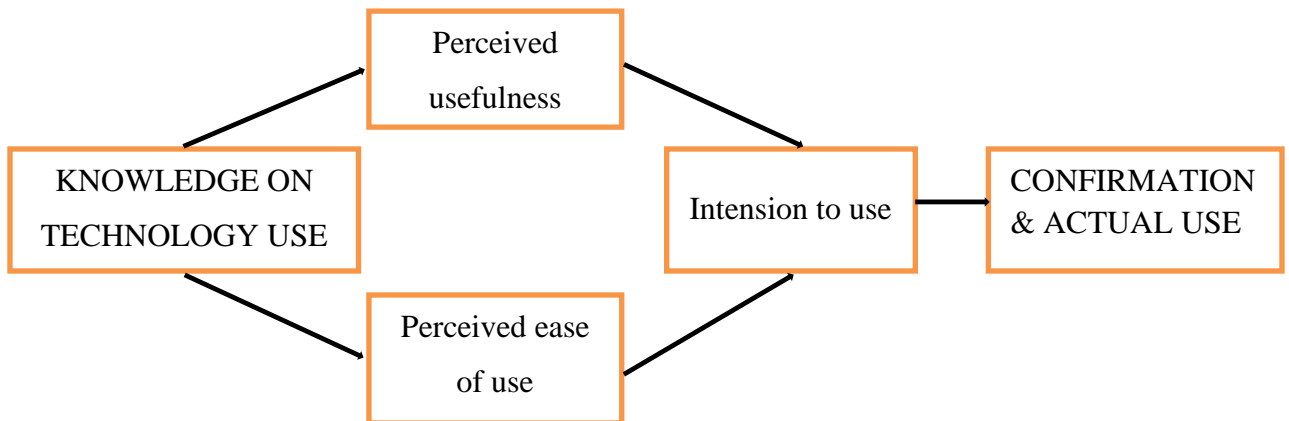 Perceived
usefulness
KNOWLEDGE ON
TECHNOLOGY USE
Intension to use
CONFIRMATION
& ACTUAL USE
Perceived ease
of use